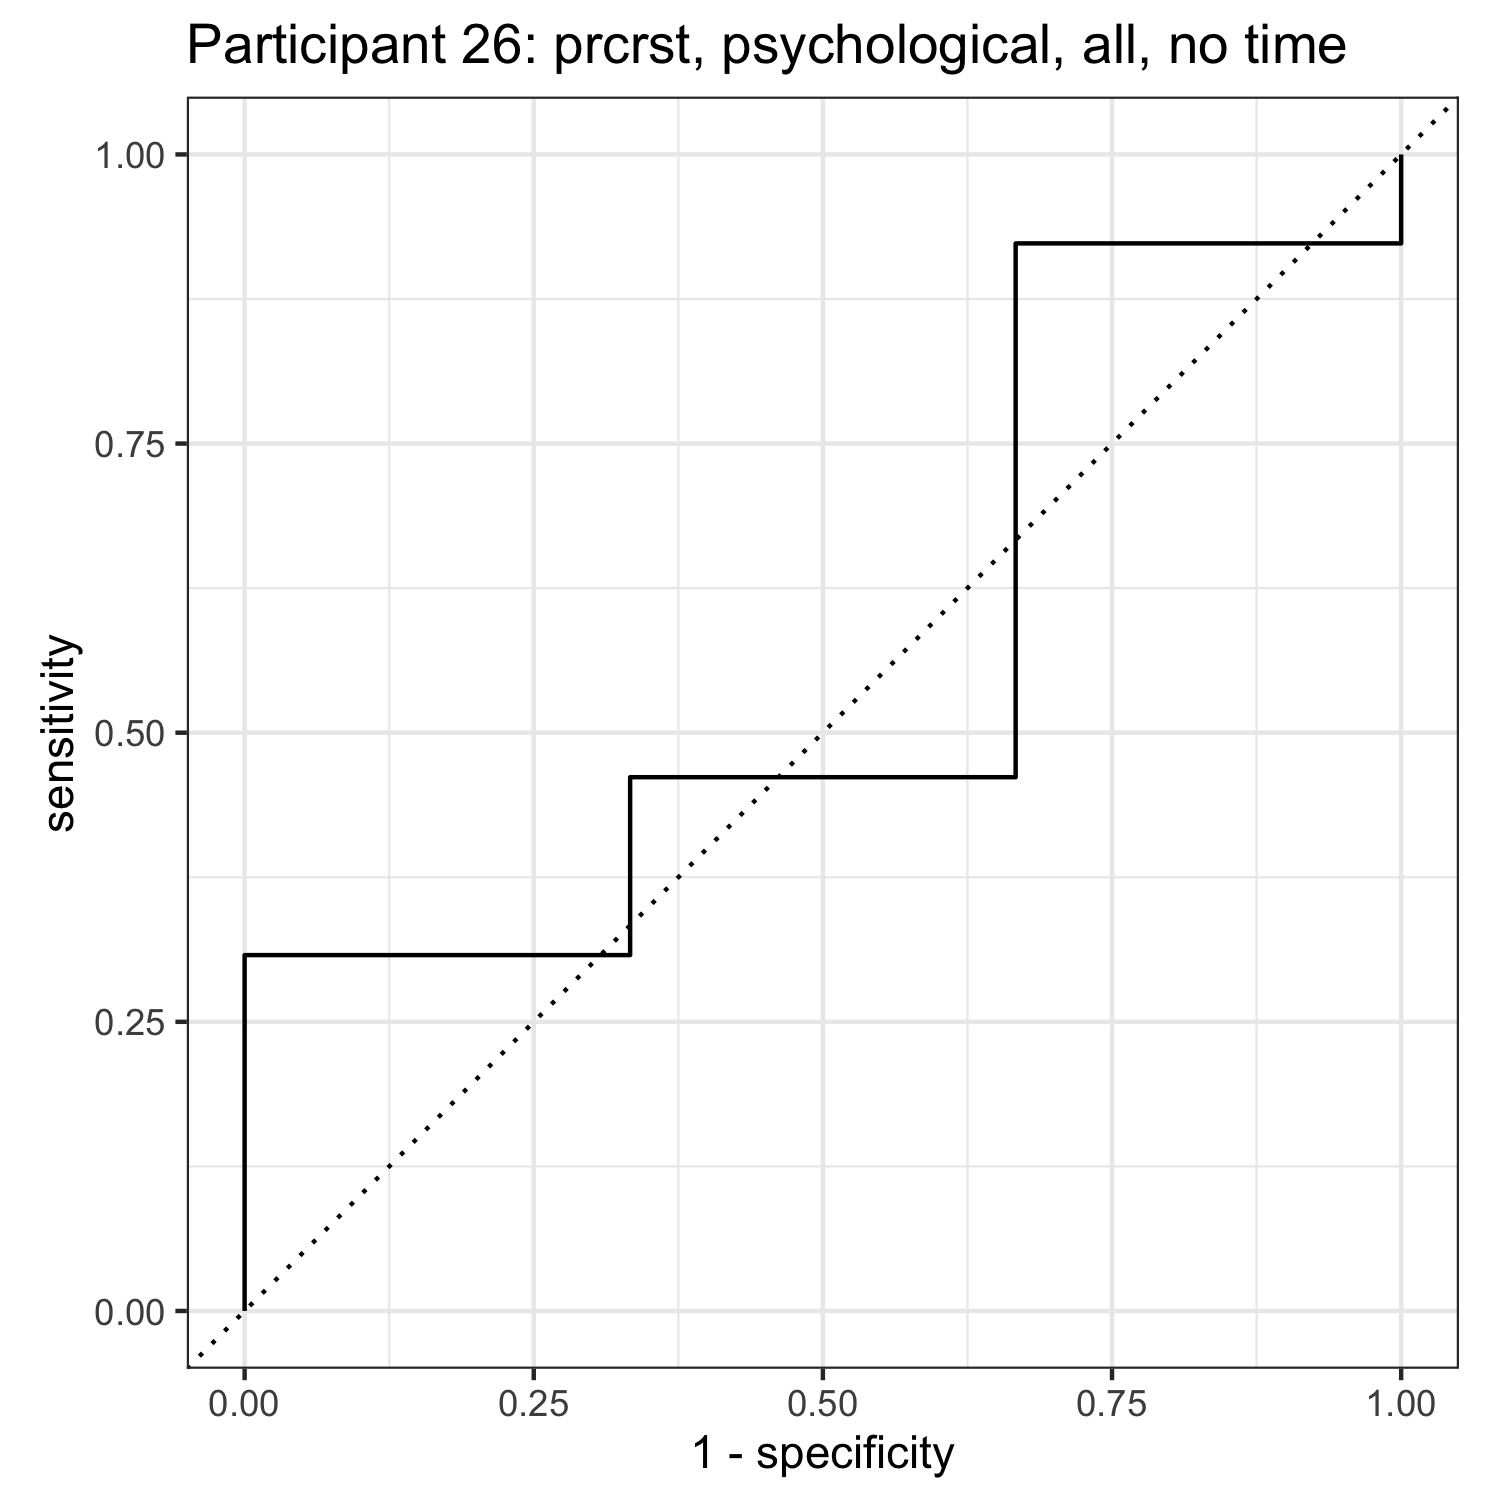 Participant 26: prcrst, psychological, all, no time
1.00
0.75
0.50
0.25
0.00
sensitivity
0.00 0.25 0.50 0.75 1.00
1 - specificity